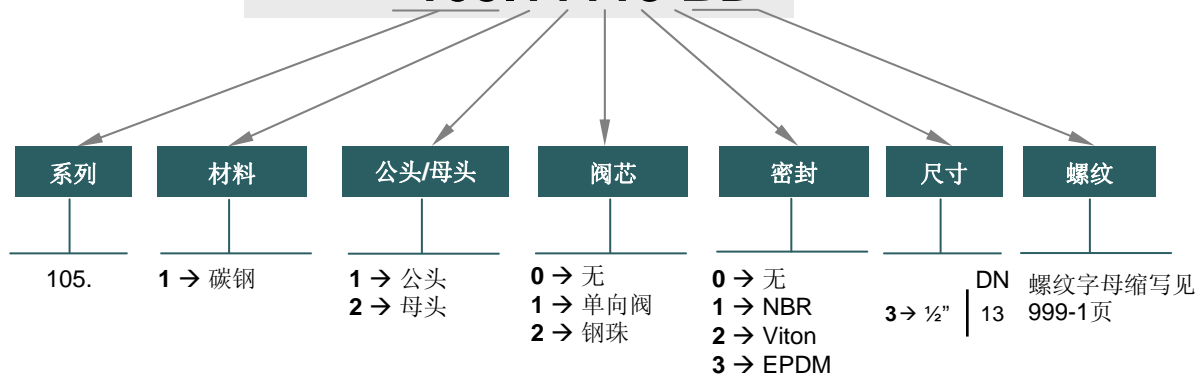 系列
材料
公头/母头
阀芯
密封
尺寸
螺纹
105.
1 → 碳钢
1 → 公头
2 → 母头
0 → 无
1 → 单向阀
2 → 钢珠
0 → 无
1 → NBR
2 → Viton
3 → EPDM
DN
3 → ½” 13
螺纹字母缩写见
999-1页